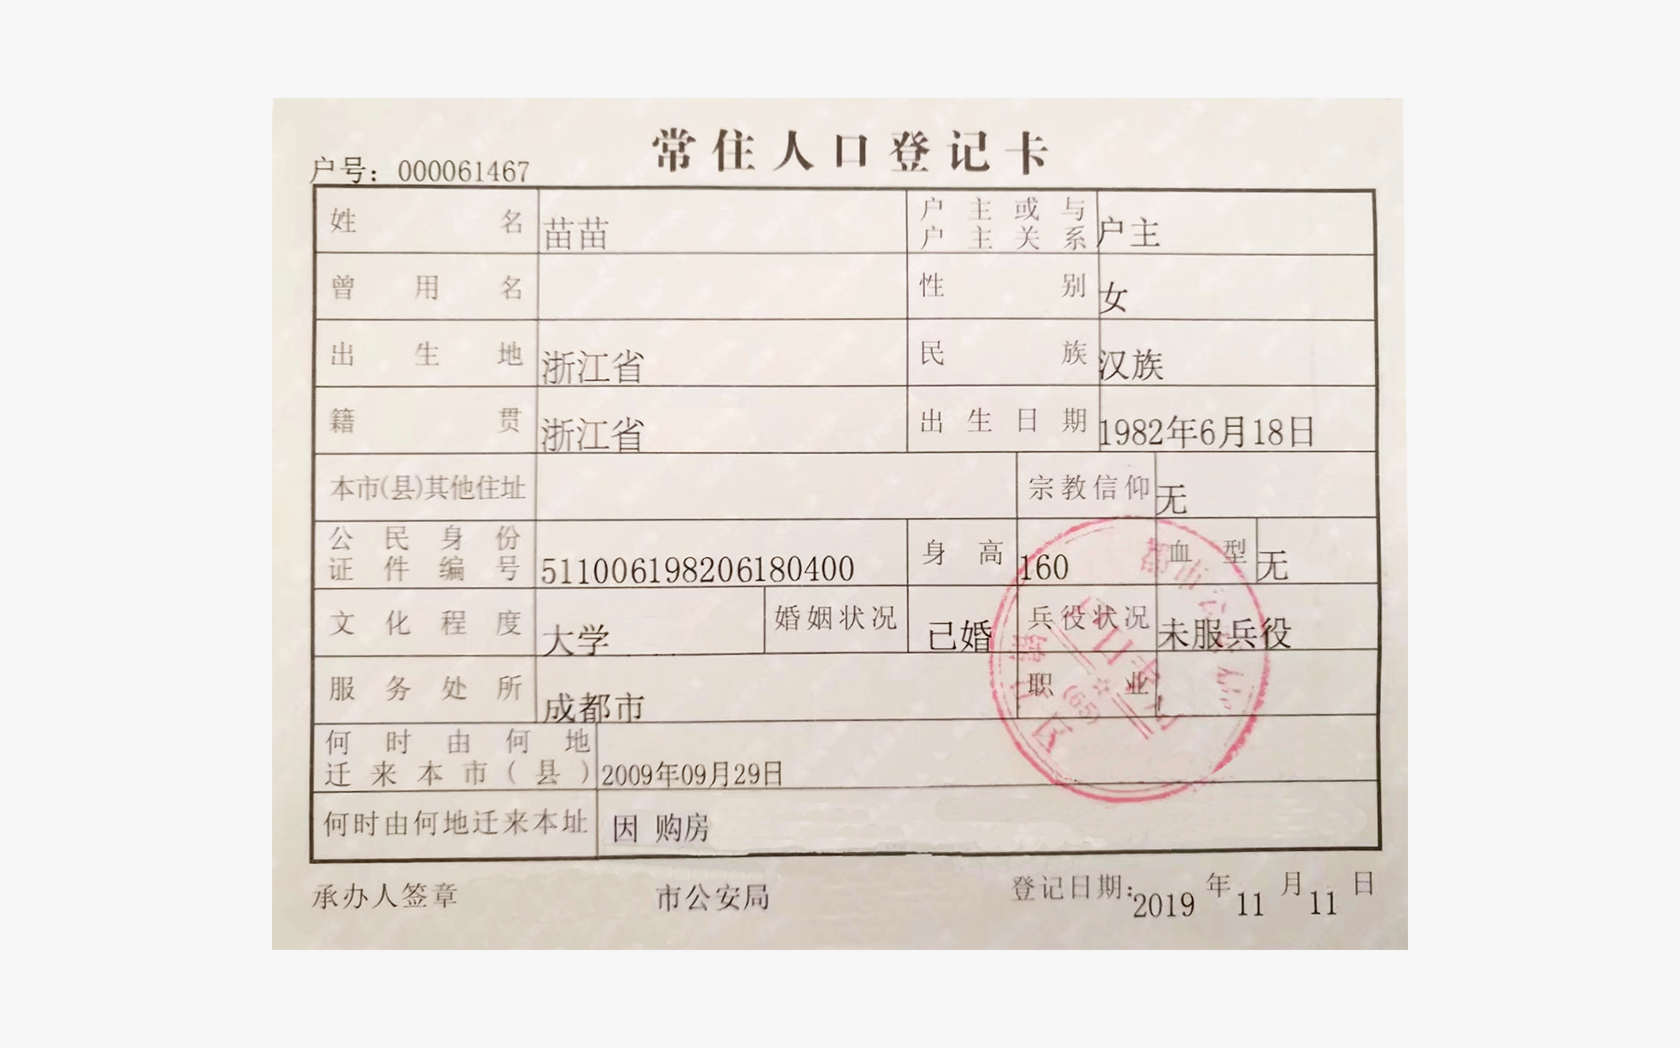 常住人口登记卡
户号：000061467
姓名 苗苗 户主或与户主关系 户主
曾用名 性别 女
出生地 浙江省 民族 汉族
籍贯 浙江省 出生日期 1982年6月18日
本市(县)其他住址 宗教信仰 无
公民身份证件编号 511006198206180400 身高 160 血型 无
文化程度 大学 婚姻状况 已婚 兵役状况 未服兵役
服务处所 成都市 职业
何时由何地迁来本市(县) 2009年09月29日
何时由何地迁来本址 因 购房
承办人签章 市公安局 登记日期：2019年11月11日